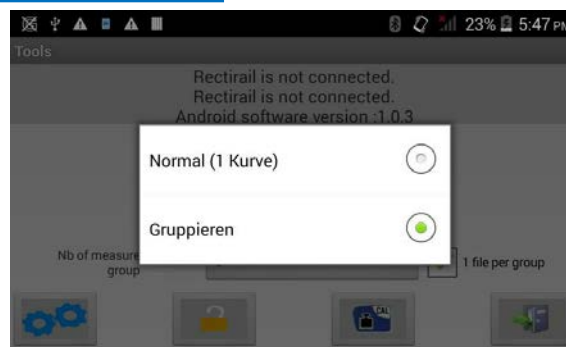 23% 5:47 PM
Tools
Rectirail is not connected.
Rectirail is not connected.
Android software version :1.0.3
Normal (1 Kurve)
Gruppieren
Nb of measure
group
1 file per group
CAL